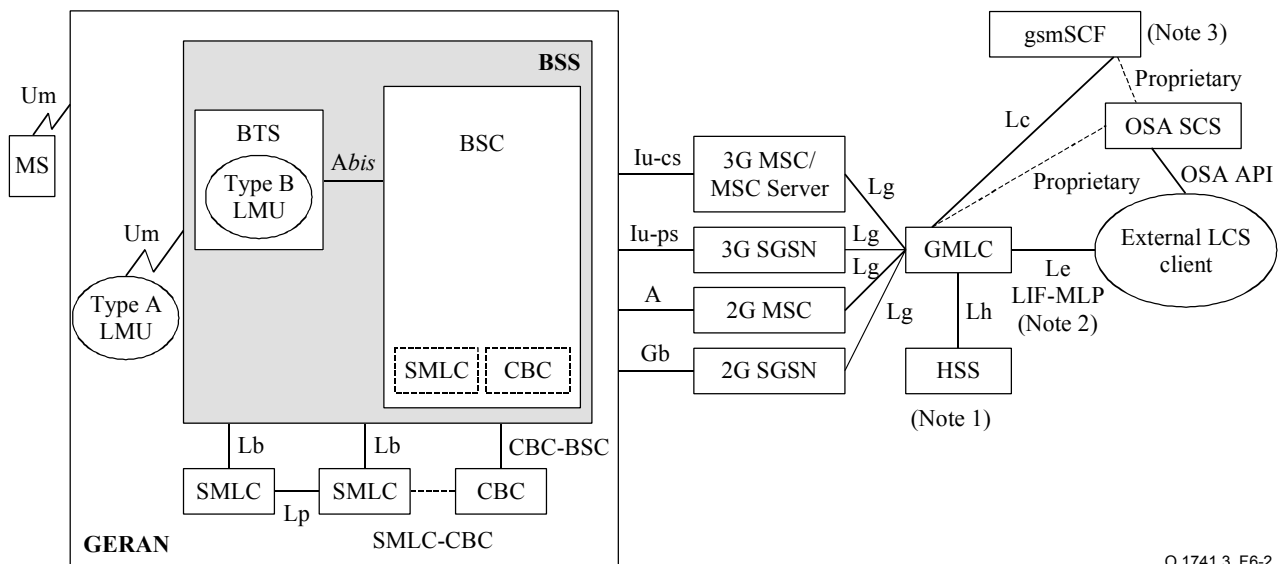 gsmSCF
(Note 3)
BSS
Proprietary
Um
Lc
BTS
BSC
OSA SCS
MS
Abis
Iu-cs
3G MSC/
MSC Server
Type B
LMU
Lg
Proprietary
OSA API
Um
Iu-ps
3G SGSN
Lg
GMLC
External LCS
client
Lg
Le
LIF-MLP
(Note 2)
Type A
LMU
A
2G MSC
Lg
Lh
Gb
2G SGSN
HSS
SMLC
CBC
(Note 1)
Lb
Lb
CBC-BSC
SMLC
SMLC
CBC
Lp
SMLC-CBC
GERAN
Q.1741.3_F6-2